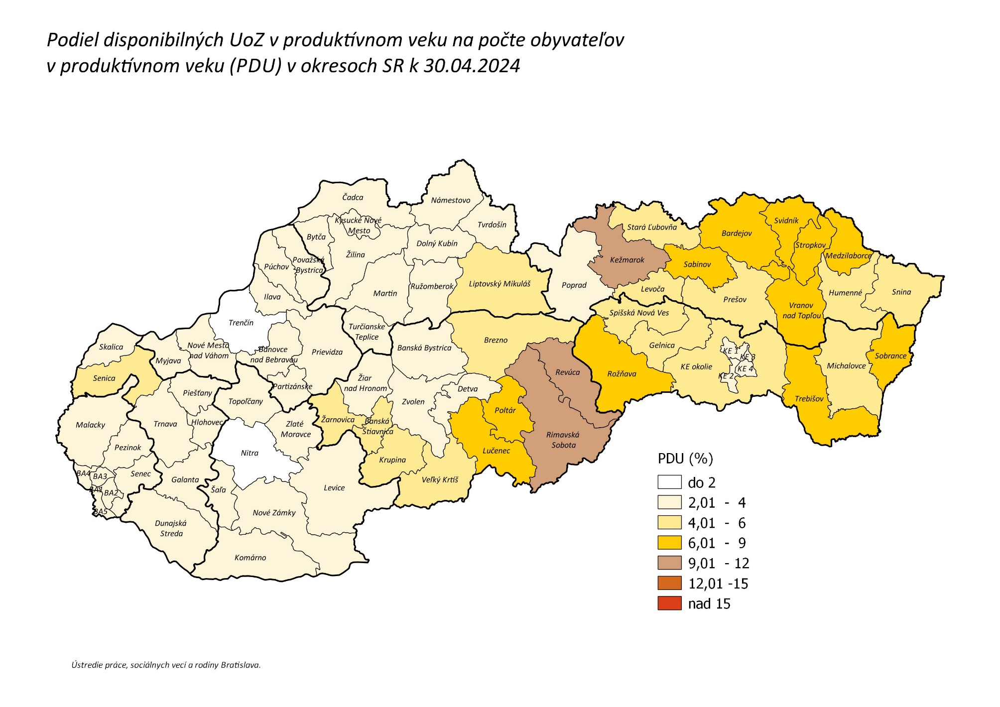 Podiel disponibilných UoZ v produktívnom veku na počte obyvateľov
v produktívnom veku (PDU) v okresoch SR k 30.04.2024
Čadca
Námestovo
Kysucké Nové
Mesto
Tvrdošín
Bytča
Dolný Kubín
Žilina
Považská
Bystrica
Púchov
Martin
Ružomberok
Liptovský Mikuláš
Ilava
Poprad
Kežmarok
Stará Ľubovňa
Bardejov
Svidník
Stropkov
Medzilaborce
Sabinov
Levoča
Prešov
Vranov
nad Topľou
Humenné
Snina
Trenčín
Turčianske
Teplice
Spišská Nová Ves
Gelnica
Skalica
Myjava
Nové Mesto
nad Váhom
Bánovce
nad Bebravou
Prievidza
Banská Bystrica
Brezno
Revúca
Rožňava
KE okolie
KE 1
KE 3
KE 4
KE 2
Michalovce
Sobrance
Trebišov
Senica
Piešťany
Topoľčany
Partizánske
Žiar
nad Hronom
Zvolen
Detva
Poltár
Malacky
Trnava
Hlohovec
Zlaté
Moravce
Žarnovica
Banská
Štiavnica
Rimavská
Sobota
Lučenec
Krupina
Veľký Krtíš
Pezinok
Nitra
Senec
Galanta
Šaľa
Levice
BA4
BA3
BA1
BA2
BA5
Nové Zámky
Dunajská
Streda
Komárno
PDU (%)
do 2
2,01 - 4
4,01 - 6
6,01 - 9
9,01 - 12
12,01 -15
nad 15
Ústredie práce, sociálnych vecí a rodiny Bratislava.